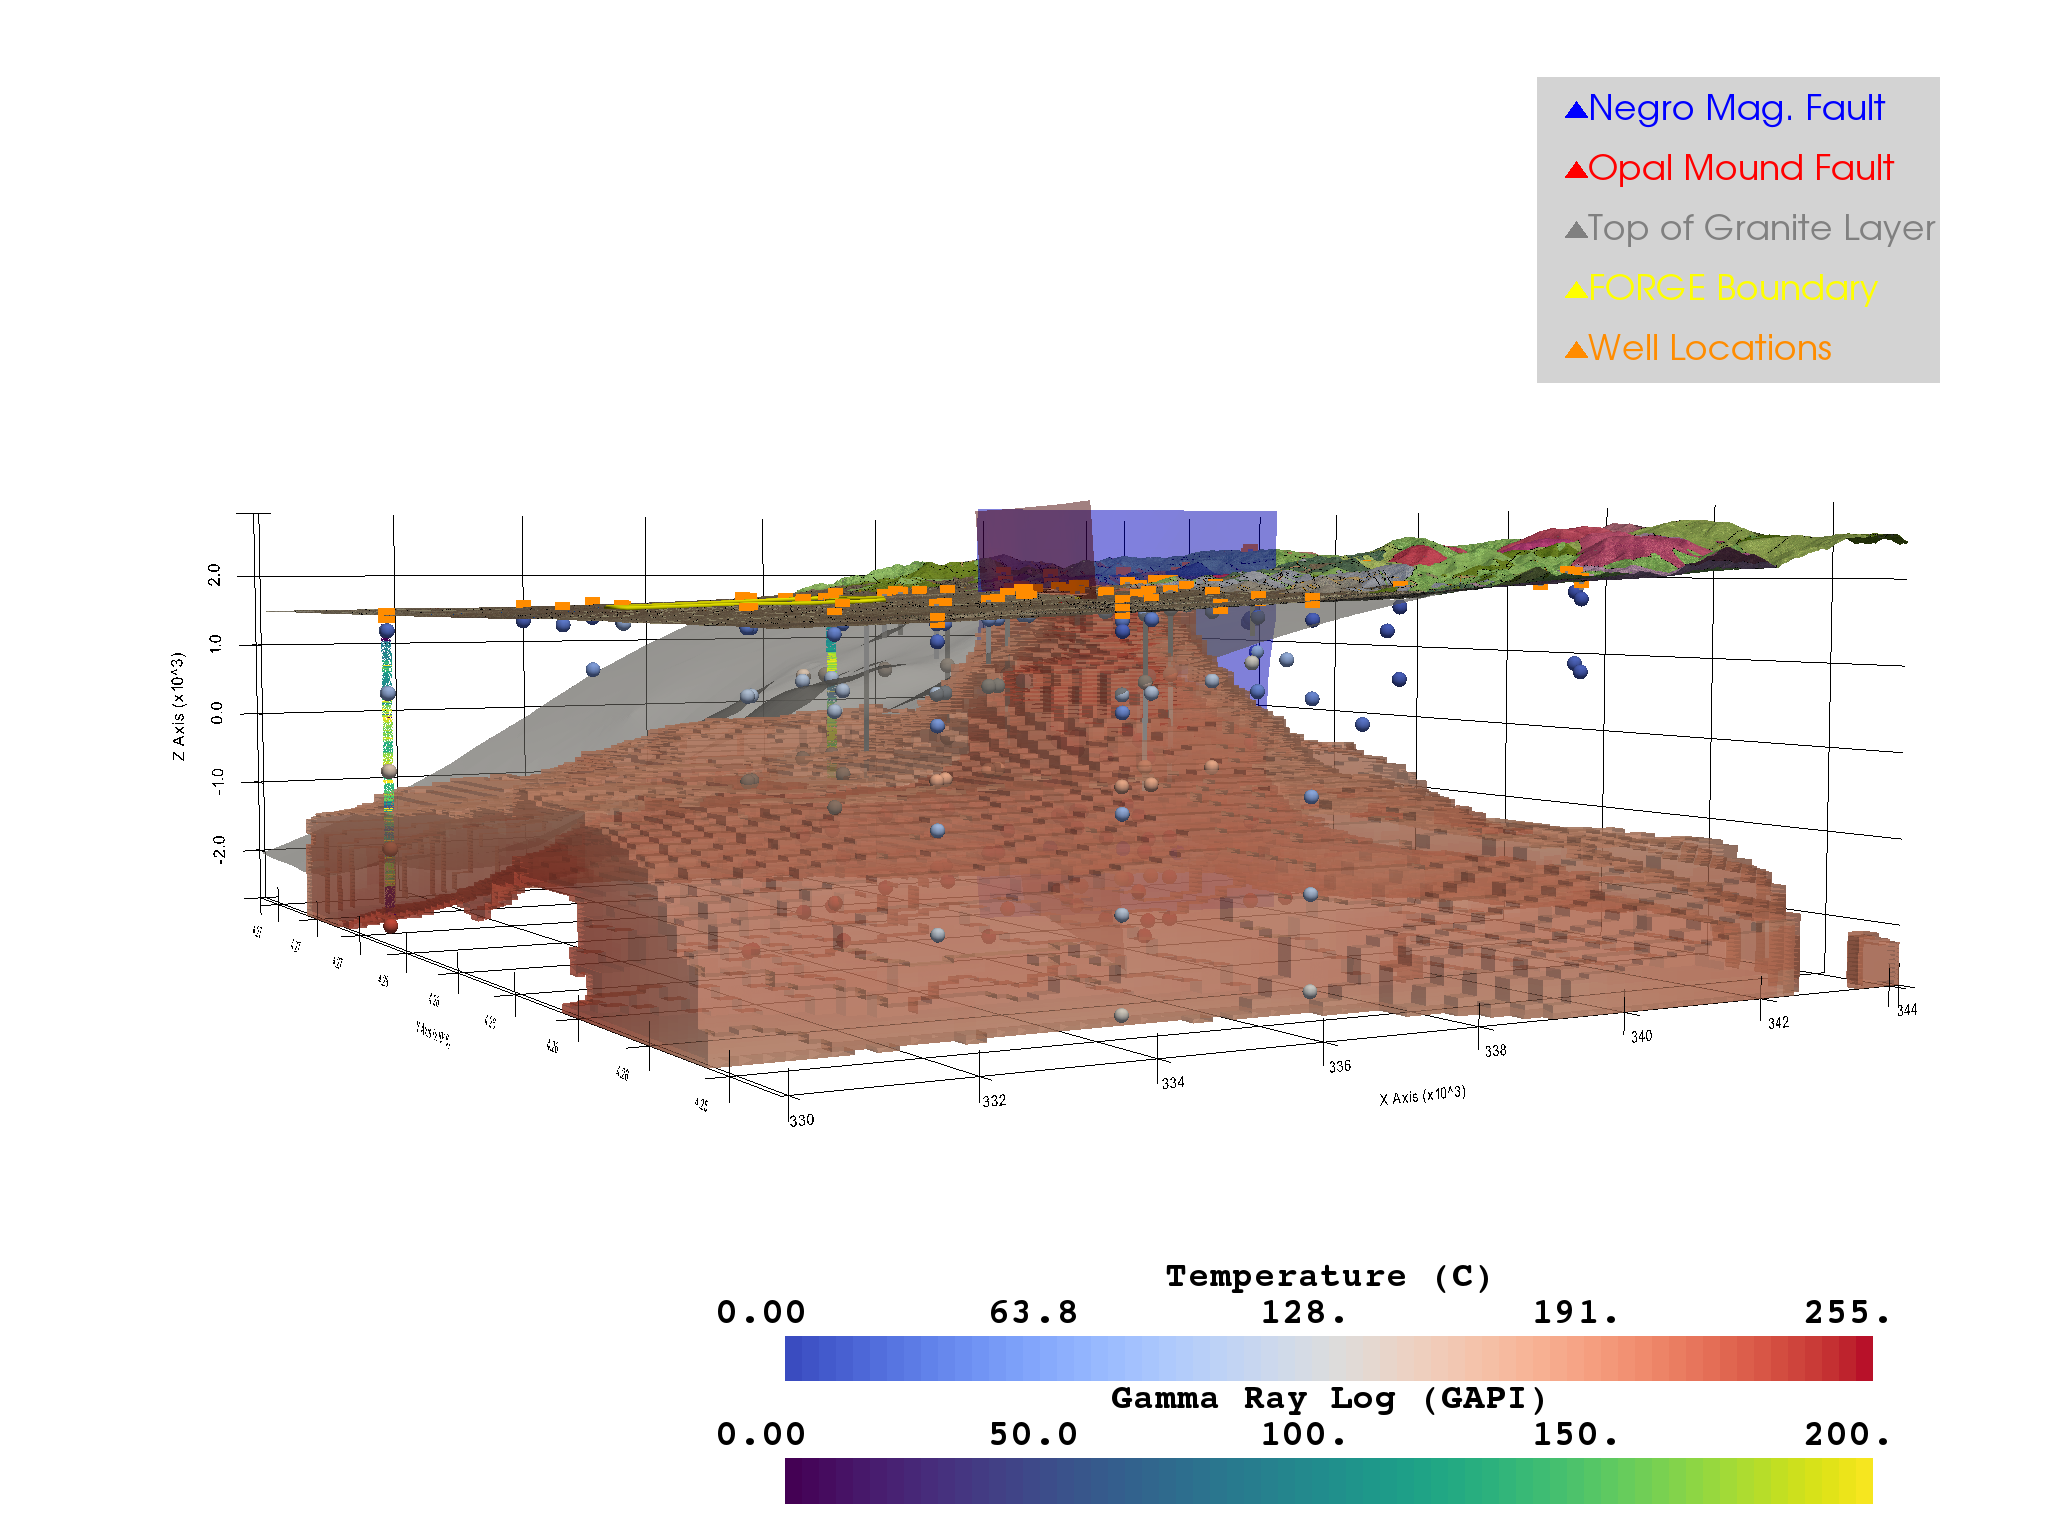 Negro Mag. Fault
Opal Mound Fault
Top of Granite Layer
FORGE Boundary
Well Locations
2.0
1.0
0.0
-1.0
-2.0
Z Axis (x10^3)
330
332
334
336
338
340
342
344
X Axis (x10^3)
Temperature (C)
0.00 63.8 128. 191. 255.
Gamma Ray Log (GAPI)
0.00 50.0 100. 150. 200.